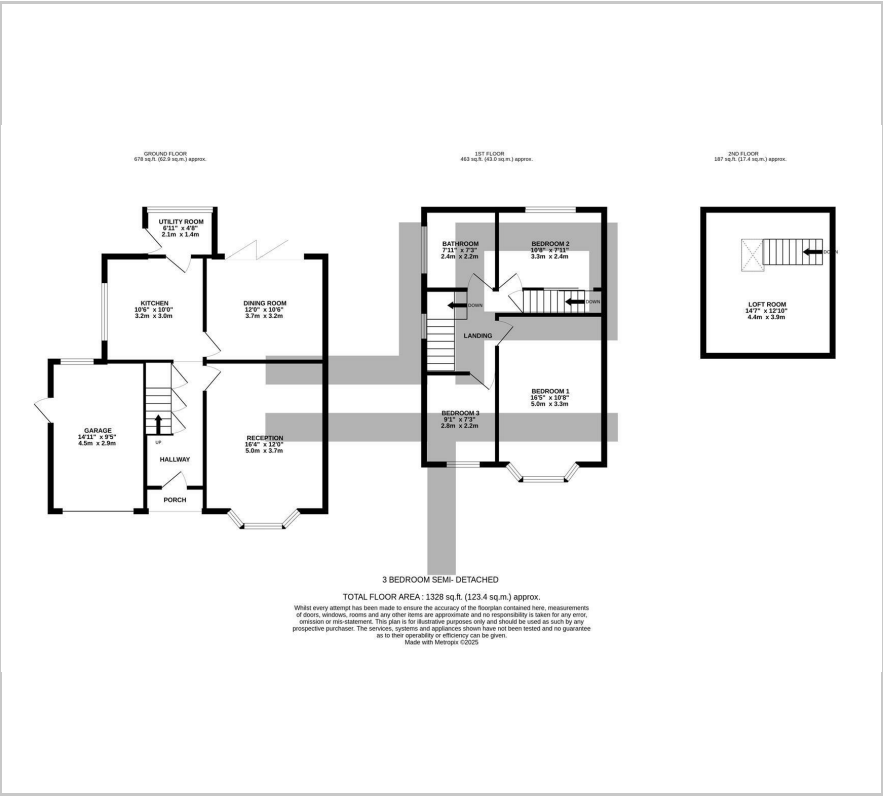 GROUND FLOOR
678 sq.ft. (62.9 sq.m.) approx.
UTILITY ROOM
6'11" x 4'8"
2.1m x 1.4m
KITCHEN
10'6" x 10'0"
3.2m x 3.0m
DINING ROOM
12'0" x 10'6"
3.7m x 3.2m
GARAGE
14'11" x 9'5"
4.5m x 2.9m
UP
HALLWAY
PORCH
RECEPTION
16'4" x 12'0"
5.0m x 3.7m
1ST FLOOR
463 sq.ft. (43.0 sq.m.) approx.
BATHROOM
7'11" x 7'3"
2.4m x 2.2m
BEDROOM 2
10'8" x 7'11"
3.3m x 2.4m
DOWN
DOWN
LANDING
BEDROOM 1
16'5" x 10'8"
5.0m x 3.3m
BEDROOM 3
9'1" x 7'3"
2.8m x 2.2m
2ND FLOOR
187 sq.ft. (17.4 sq.m.) approx.
DOWN
LOFT ROOM
14'7" x 12'10"
4.4m x 3.9m
3 BEDROOM SEMI- DETACHED
TOTAL FLOOR AREA : 1328 sq.ft. (123.4 sq.m.) approx.
Whilst every attempt has been made to ensure the accuracy of the floorplan contained here, measurements
of doors, windows, rooms and any other items are approximate and no responsibility is taken for any error,
omission or mis-statement. This plan is for illustrative purposes only and should be used as such by any
prospective purchaser. The services, systems and appliances shown have not been tested and no guarantee
as to their operability or efficiency can be given.
Made with Metropix ©2025